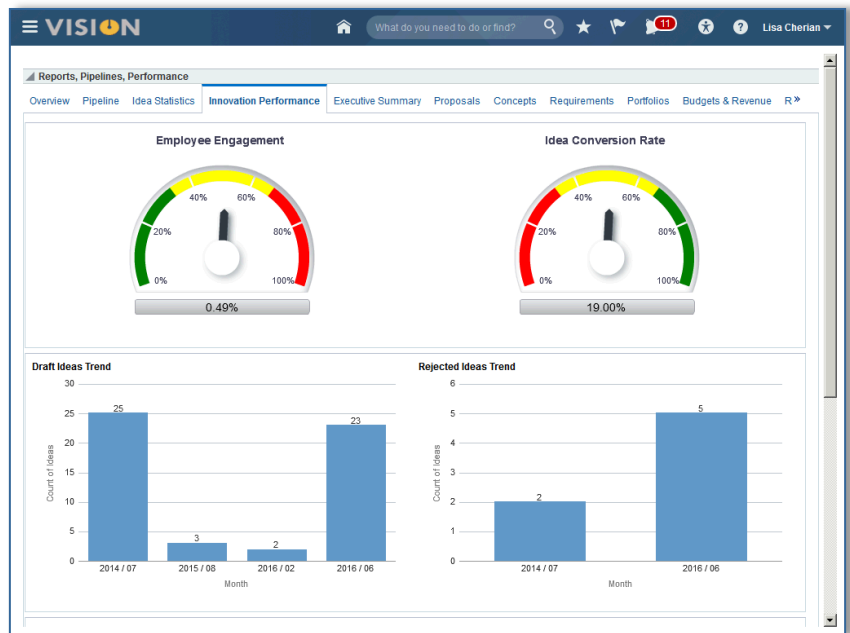 VISION
What do you need to do or find?
11
Lisa Cherian
Reports, Pipelines, Performance
Overview Pipeline Idea Statistics Innovation Performance Executive Summary Proposals Concepts Requirements Portfolios Budgets & Revenue R»
Employee Engagement
0% 20% 40% 60% 80% 100%
0.49%
Idea Conversion Rate
0% 20% 40% 60% 80% 100%
19.00%
Draft Ideas Trend
30
25
20
15
10
5
0
Count of Ideas
25 3 2 23
2014 / 07 2015 / 08 2016 / 02 2016 / 06
Month
Rejected Ideas Trend
6
5
4
3
2
1
0
Count of Ideas
2 5
2014 / 07 2016 / 06
Month